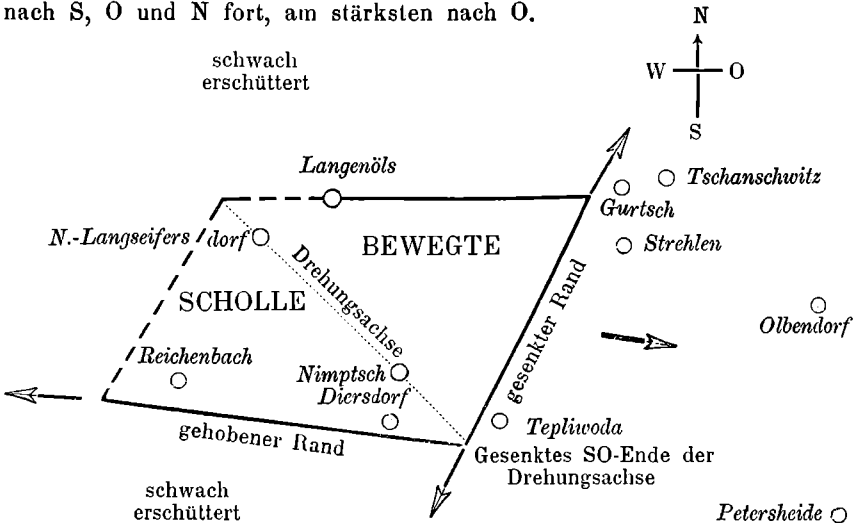 nach S, O und N fort, am stärksten nach O.
N
W O
S
schwach
erschüttert
Langenöls
Tschanschwitz
Gurtsch
N.-Langseifersdorf
Strehlen
BEWEGTE
Drehungsachse
SCHOLLE
gesenkter Rand
Olbendorf
Reichenbach
Nimptsch
Diersdorf
Tepliwoda
gehobener Rand
Gesenktes SO-Ende der
Drehungsachse
schwach
erschüttert
Petersheide